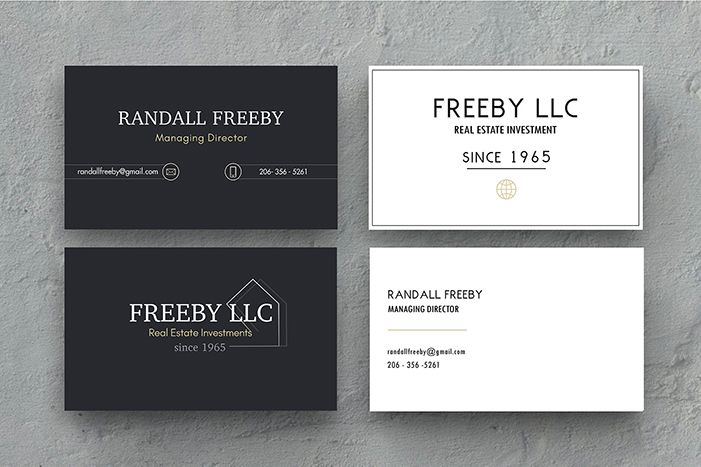 RANDALL FREEBY
Managing Director
randallfreeby@gmail.com
206- 356 - 5261
FREEBY LLC
REAL ESTATE INVESTMENT
SINCE 1965
FREEBY LLC
Real Estate Investments
since 1965
RANDALL FREEBY
MANAGING DIRECTOR
randallfreeby@gmail.com
206 - 356 -5261